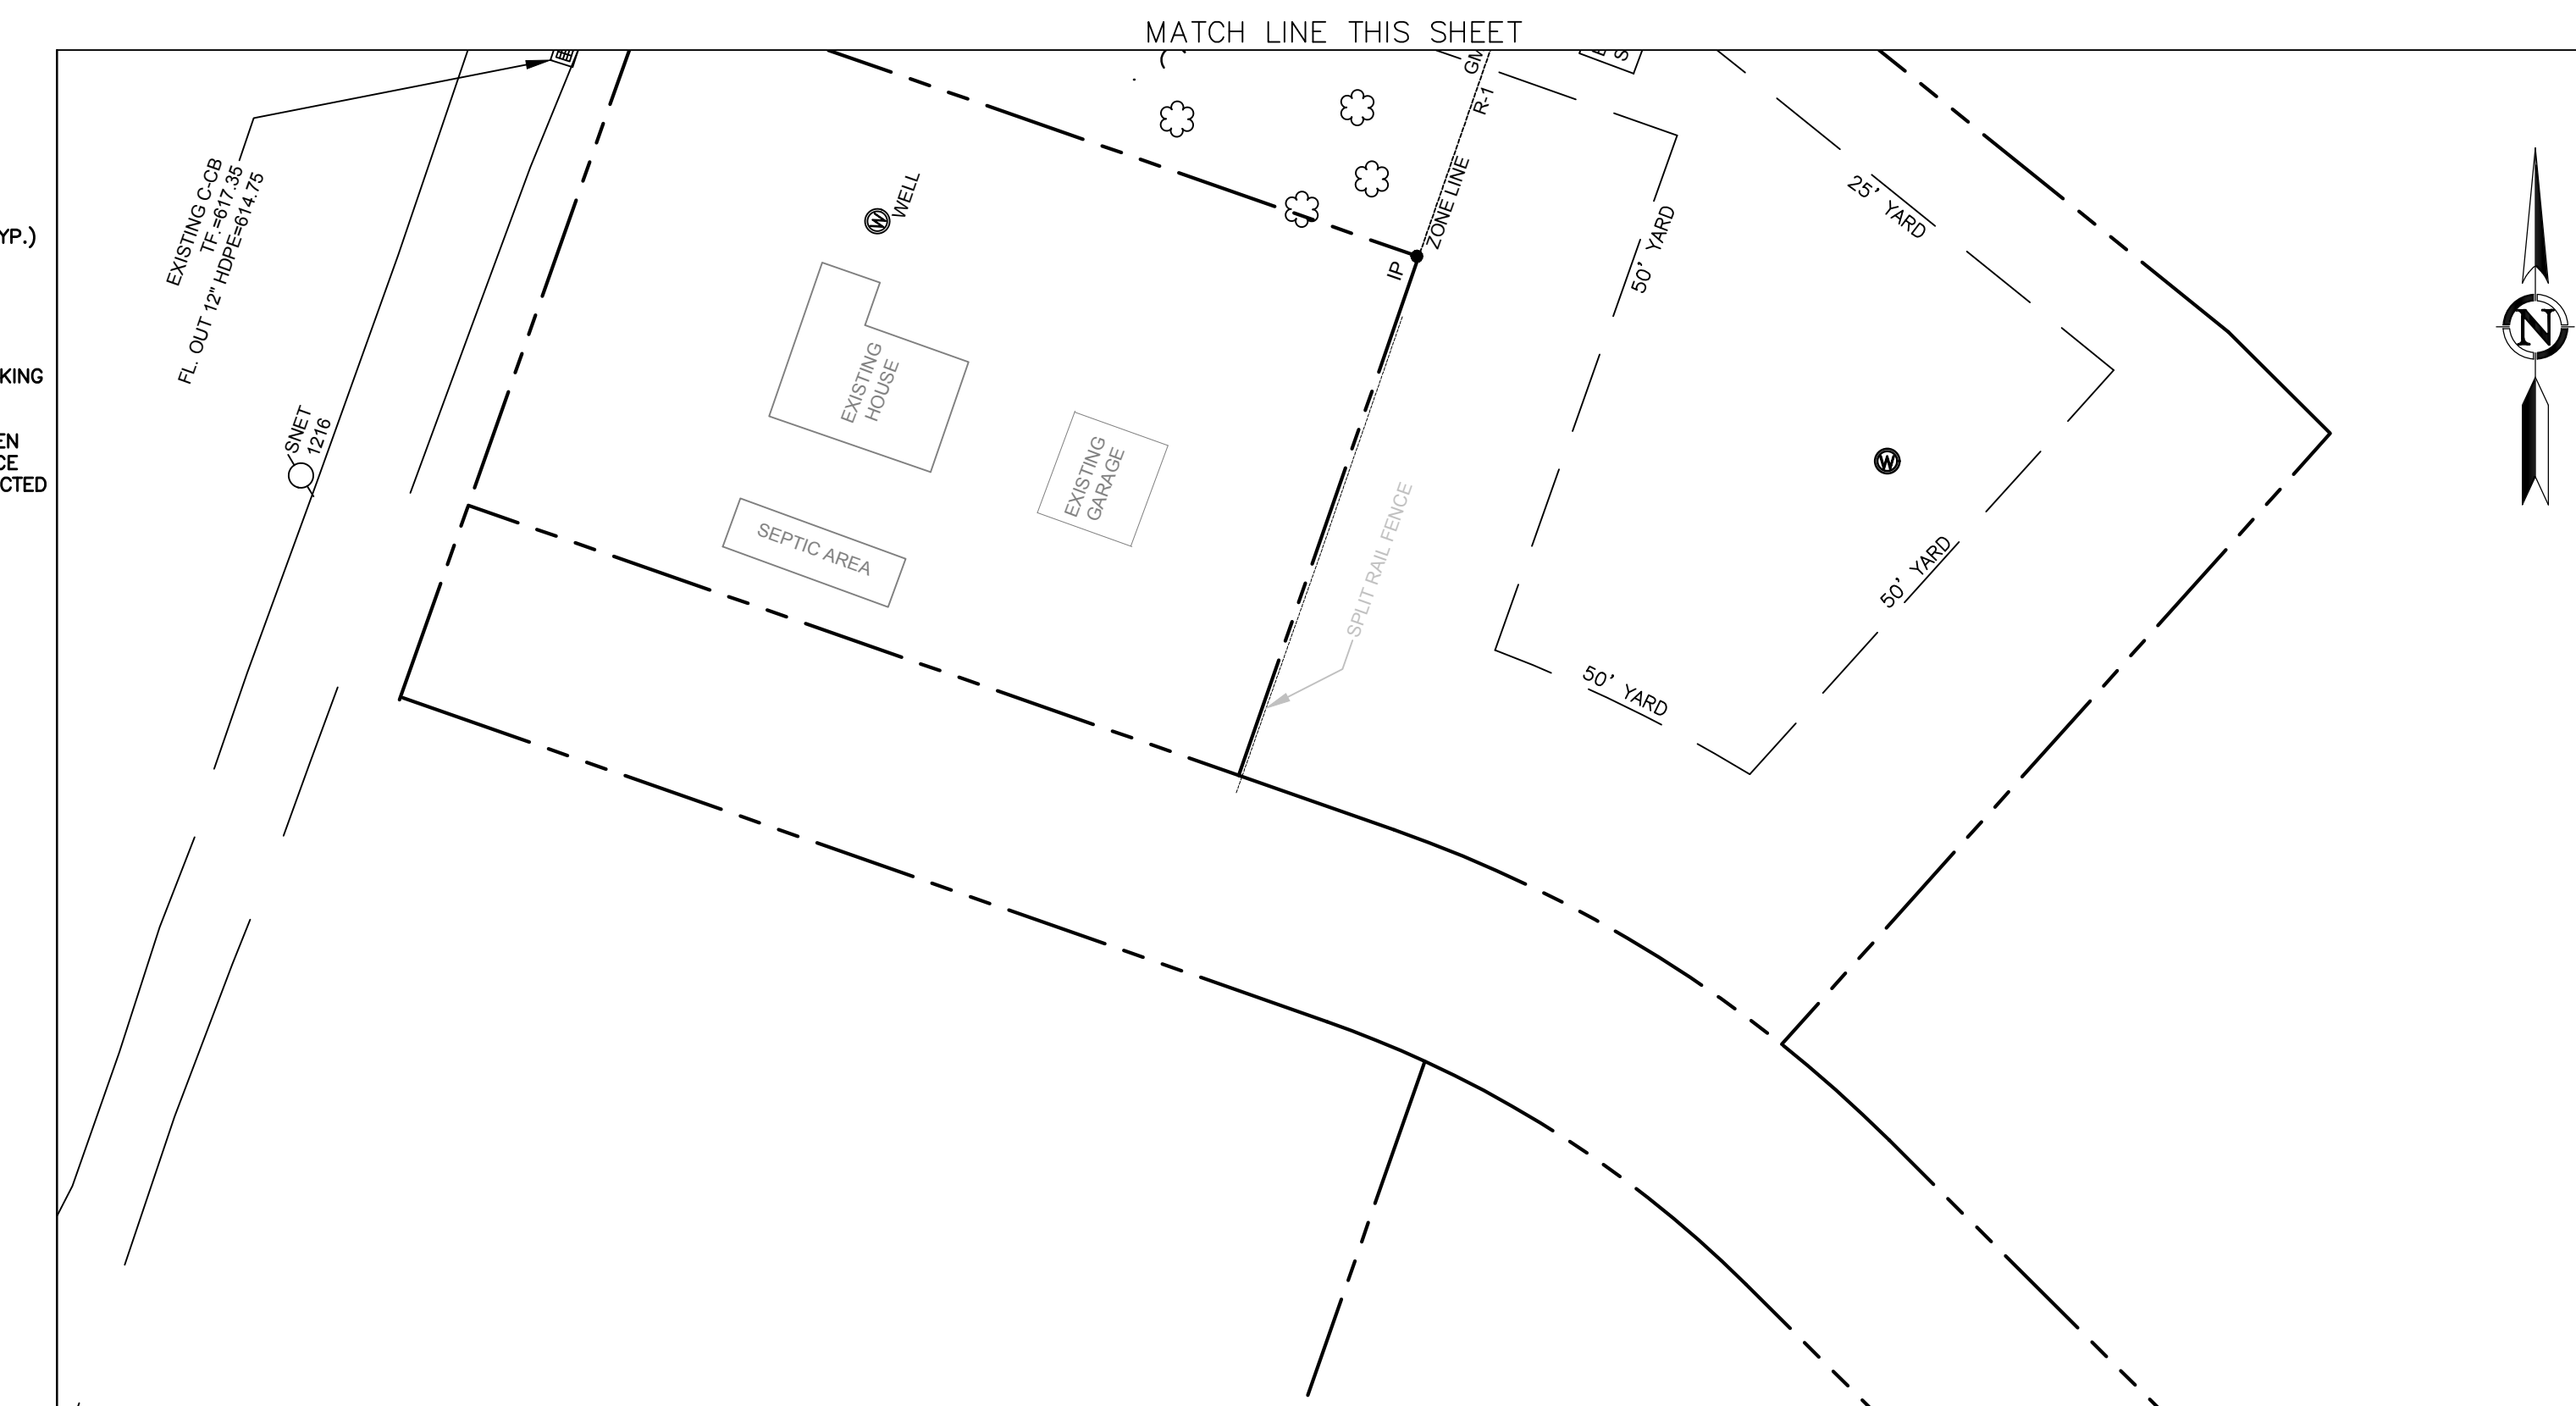 MATCH LINE THIS SHEET
EXISTING C-CB
TF.=617.35
FL. OUT 12" HDPE=614.75
YP.)
KING
EN
CE
CTED
SNET
1216
W
WELL
EXISTING
HOUSE
EXISTING
GARAGE
SEPTIC AREA
GM
R-1
ZONE LINE
IP
SPLIT RAIL FENCE
50' YARD
25' YARD
W
50' YARD
50' YARD
N